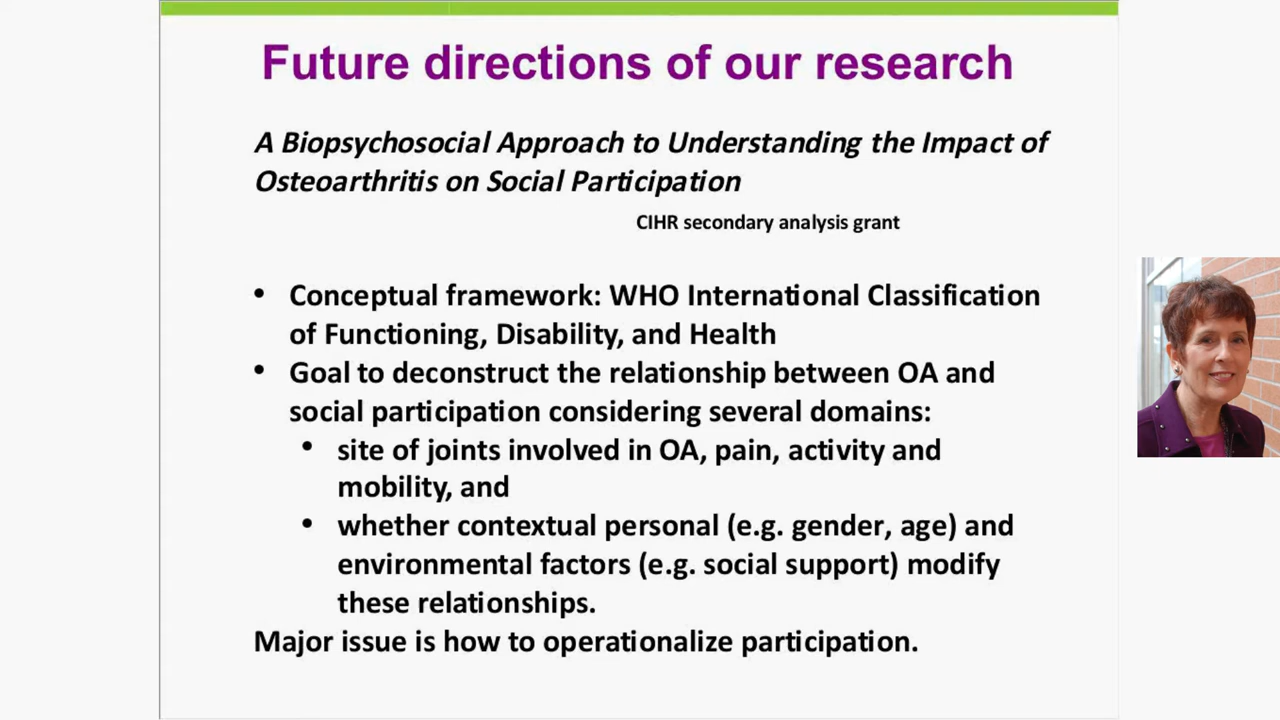 Future directions of our research
A Biopsychosocial Approach to Understanding the Impact of
Osteoarthritis on Social Participation
CIHR secondary analysis grant
• Conceptual framework: WHO International Classification
of Functioning, Disability, and Health
• Goal to deconstruct the relationship between OA and
social participation considering several domains:
• site of joints involved in OA, pain, activity and
mobility, and
• whether contextual personal (e.g. gender, age) and
environmental factors (e.g. social support) modify
these relationships.
Major issue is how to operationalize participation.